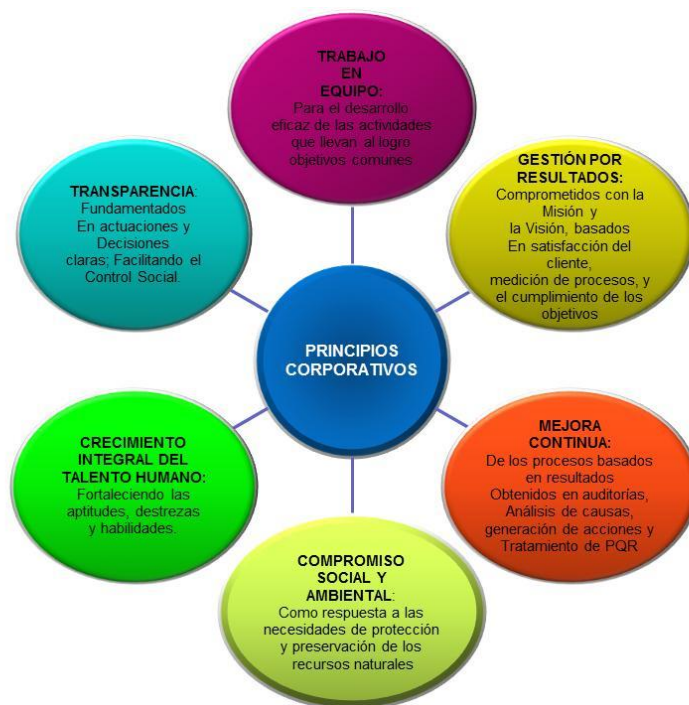 TRABAJO
EN
EQUIPO:
Para el desarrollo
eficaz de las actividades
que llevan al logro
objetivos comunes
GESTIÓN POR
RESULTADOS:
Comprometidos con la
Misión y
la Visión, basados
En satisfacción del
cliente,
medición de procesos, y
el cumplimiento de los
objetivos
MEJORA
CONTINUA:
De los procesos basados
en resultados
Obtenidos en auditorías,
Análisis de causas,
generación de acciones y
Tratamiento de PQR
COMPROMISO
SOCIAL Y
AMBIENTAL:
Como respuesta a las
necesidades de protección
y preservación de los
recursos naturales
CRECIMIENTO
INTEGRAL DEL
TALENTO HUMANO:
Fortaleciendo las
aptitudes, destrezas
y habilidades.
TRANSPARENCIA:
Fundamentados
En actuaciones y
Decisiones
claras; Facilitando el
Control Social.
PRINCIPIOS
CORPORATIVOS